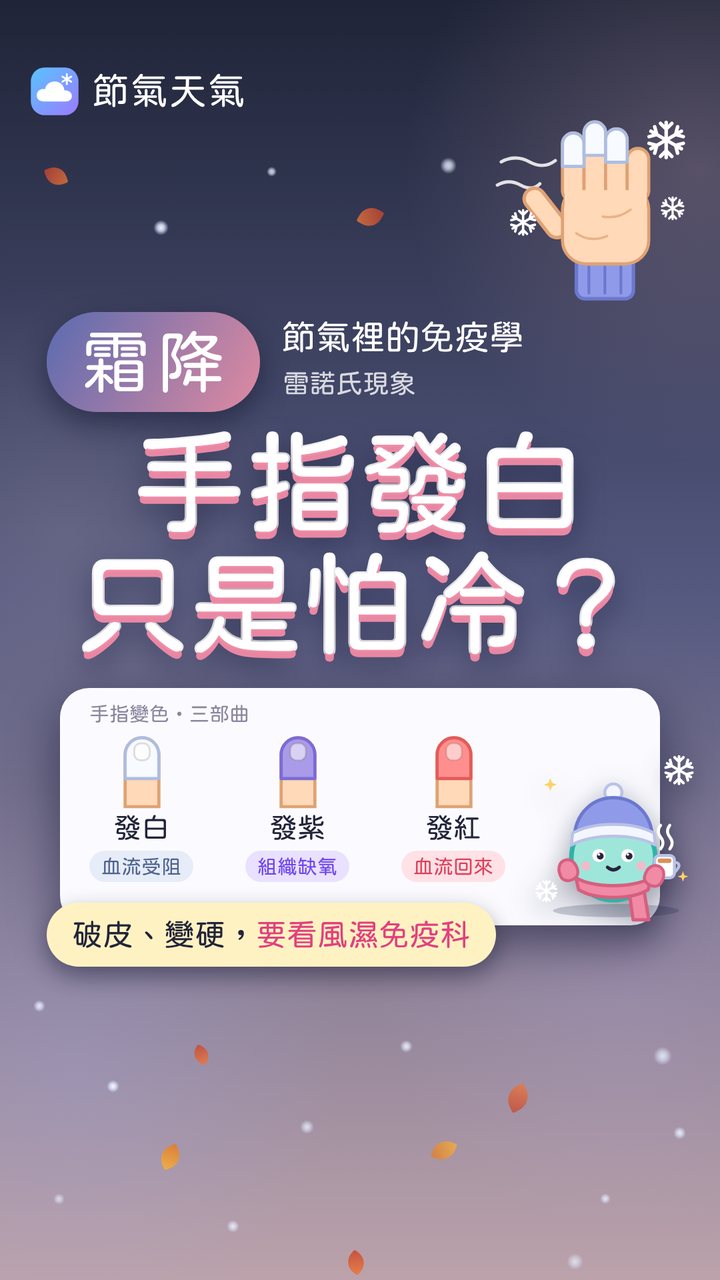 節氣天氣
霜降
節氣裡的免疫學
雷諾氏現象
手指發白
只是怕冷？
手指變色・三部曲
發白
發紫
發紅
血流受阻
組織缺氧
血流回來
破皮、變硬，要看風濕免疫科